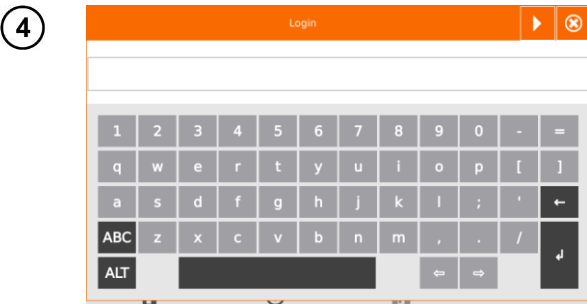 4
Login
1 2 3 4 5 6 7 8 9 0 - =
q w e r t y u i o p [ ]
a s d f g h j k l ; ' ←
ABC z x c v b n m , . / ↲
ALT ⇦ ⇨